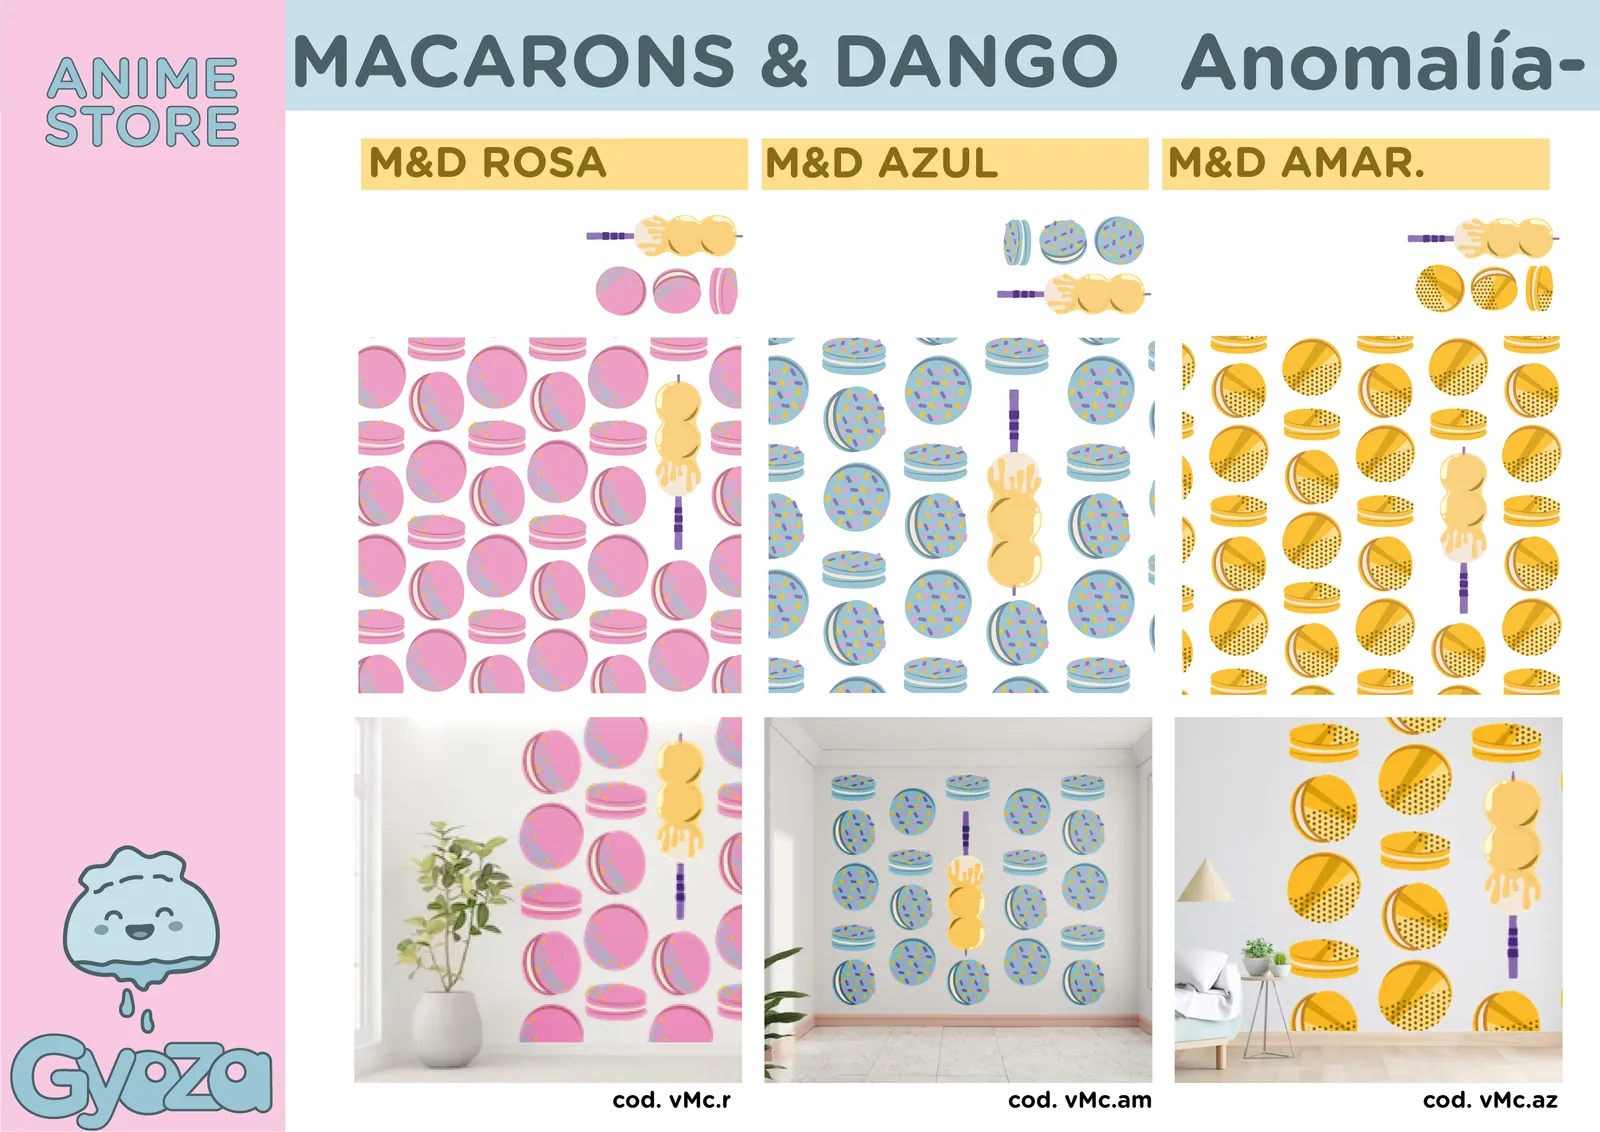 ANIME
STORE
MACARONS & DANGO Anomalía-
M&D ROSA
M&D AZUL
M&D AMAR.
cod. vMc.r
cod. vMc.am
cod. vMc.az
Gyoza